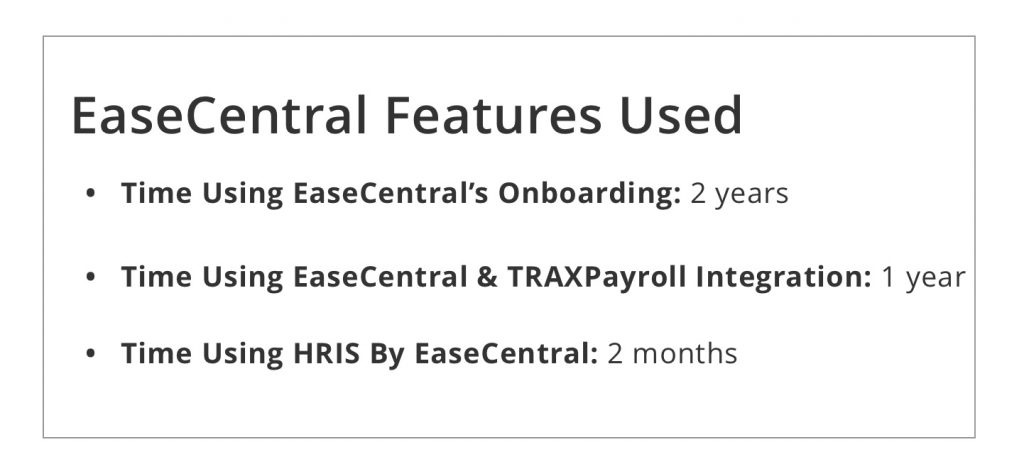 EaseCentral Features Used
• Time Using EaseCentral’s Onboarding: 2 years
• Time Using EaseCentral & TRAXPayroll Integration: 1 year
• Time Using HRIS By EaseCentral: 2 months